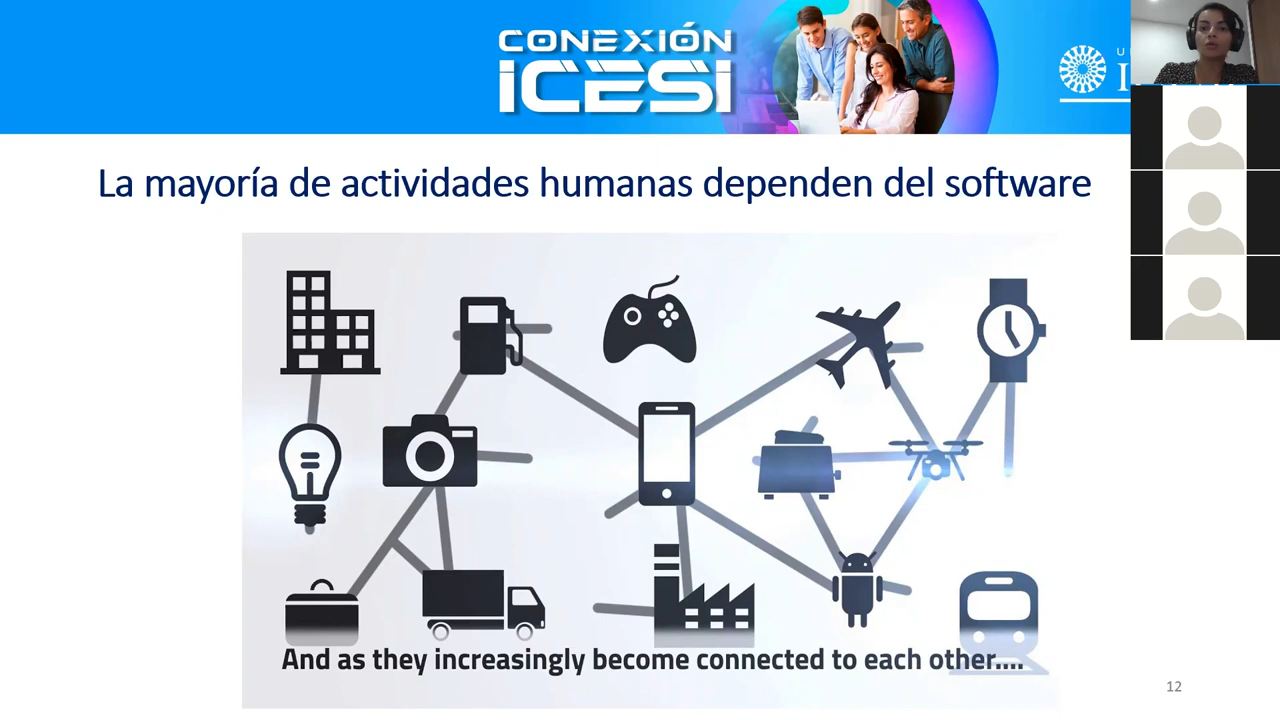 CONEXIÓN
ICESI
La mayoría de actividades humanas dependen del software
And as they increasingly become connected to each other....
12